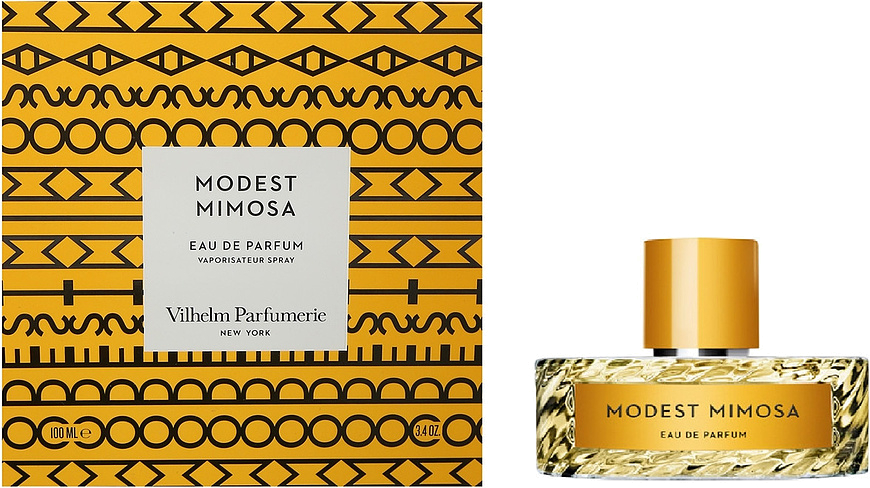 MODEST
MIMOSA
EAU DE PARFUM
VAPORISATEUR SPRAY
Vilhelm Parfumerie
NEW YORK
100 ML ℮
3.4 OZ.
MODEST MIMOSA
EAU DE PARFUM